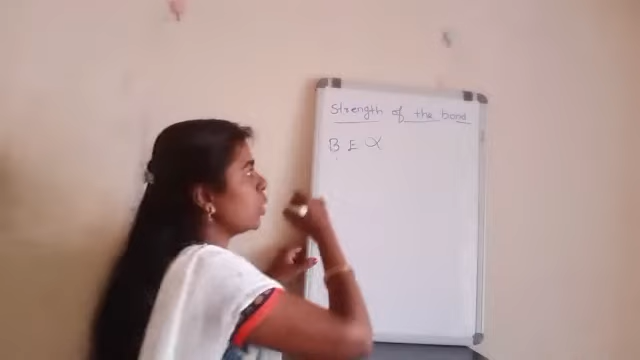 Strength of the bond
B E ∝